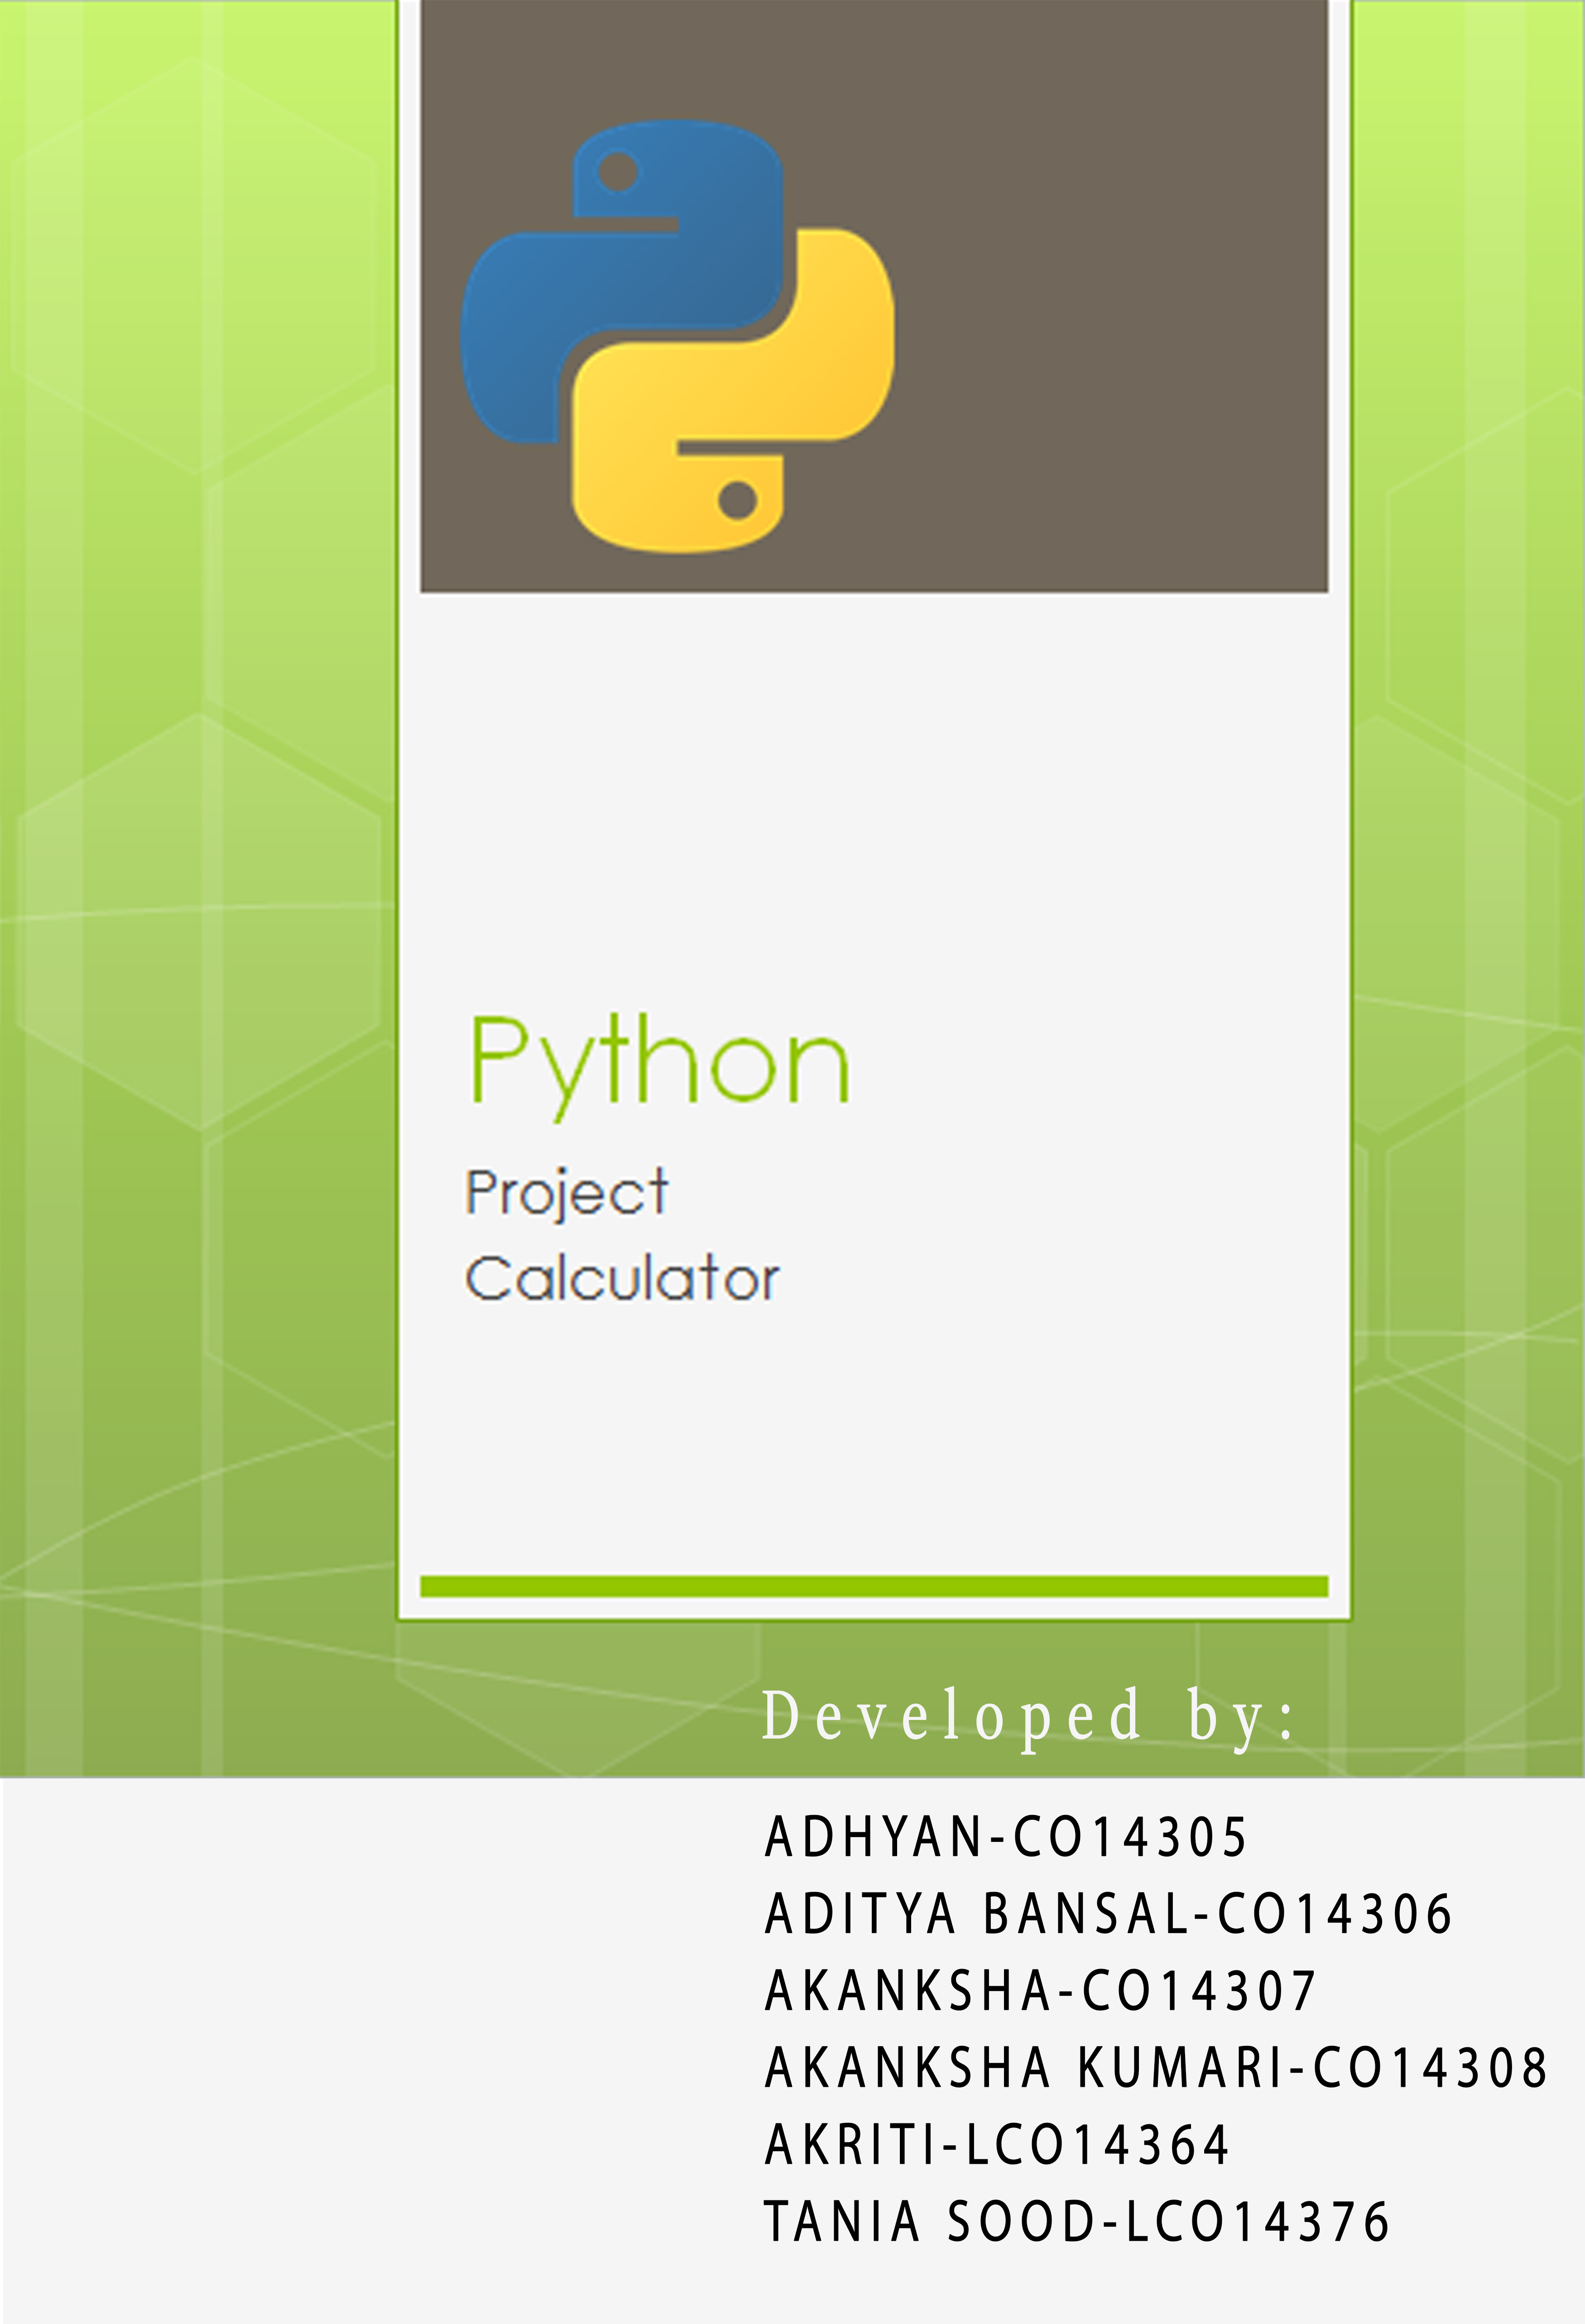 Python
Project
Calculator
Developed by:
ADHYAN-CO14305
ADITYA BANSAL-CO14306
AKANKSHA-CO14307
AKANKSHA KUMARI-CO14308
AKRITI-LCO14364
TANIA SOOD-LCO14376